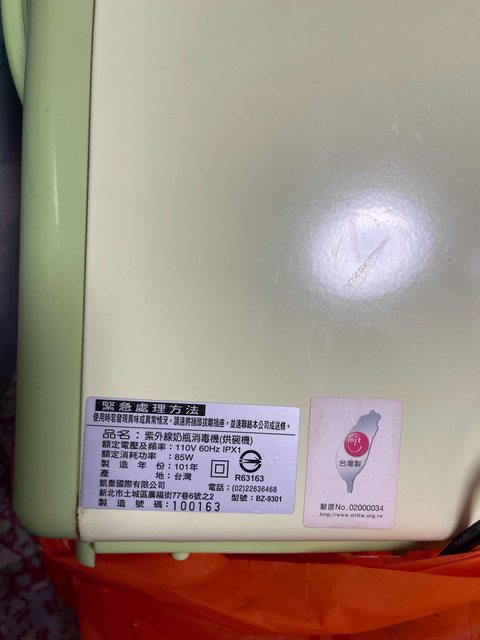 緊急處理方法
使用時若發現異味或異常情況，請速將插頭拔離插座，並速聯絡本公司或送修。
品名：紫外線奶瓶消毒機(烘碗機)
額定電壓及頻率：110V 60Hz IPX1
額定消耗功率：85W
製造年份：101年
產地：台灣
R63163
凱喬國際有限公司 電話：(02)22636468
新北市土城區廣福街77巷6號之2 型號：BZ-9301
製造號碼：100163
mit
台灣製
驗證No.02000034
http://www.mittw.org.tw